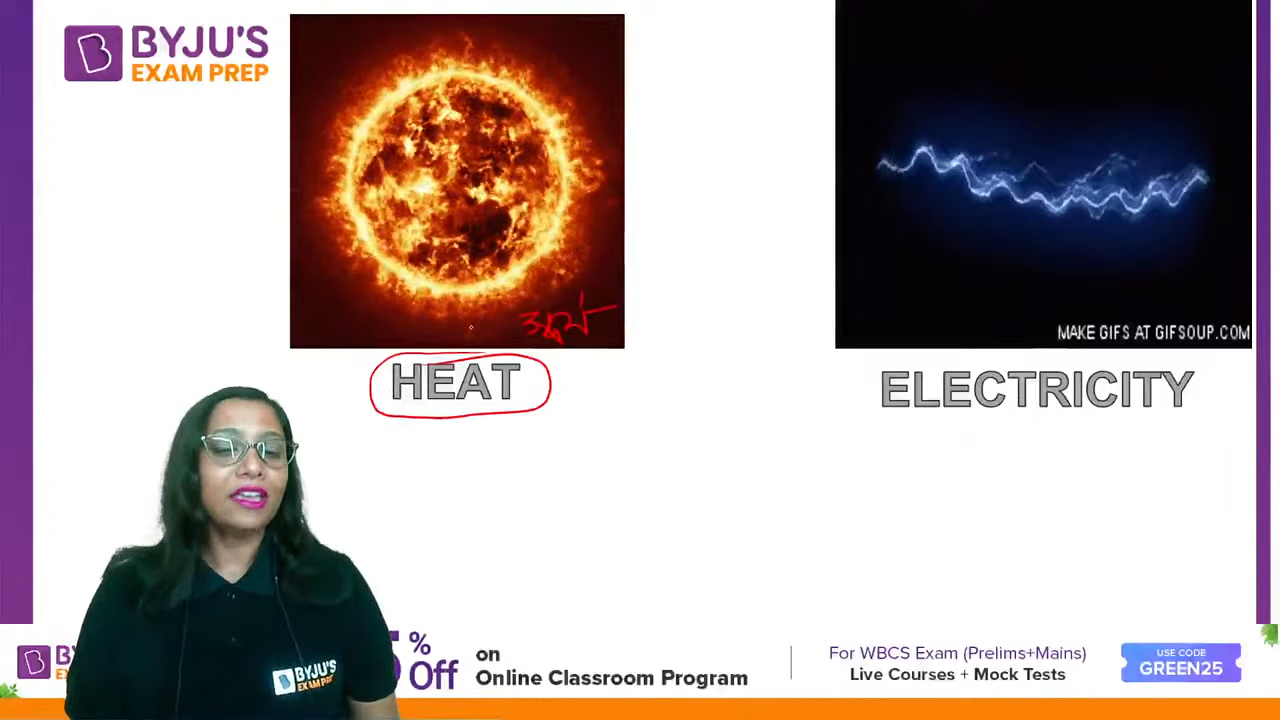 BYJU'S
EXAM PREP
MAKE GIFS AT GIFSOUP.COM
HEAT
ELECTRICITY
BYJU'S
EXAM PREP
%
Off
on
Online Classroom Program
For WBCS Exam (Prelims+Mains)
Live Courses + Mock Tests
USE CODE
GREEN25